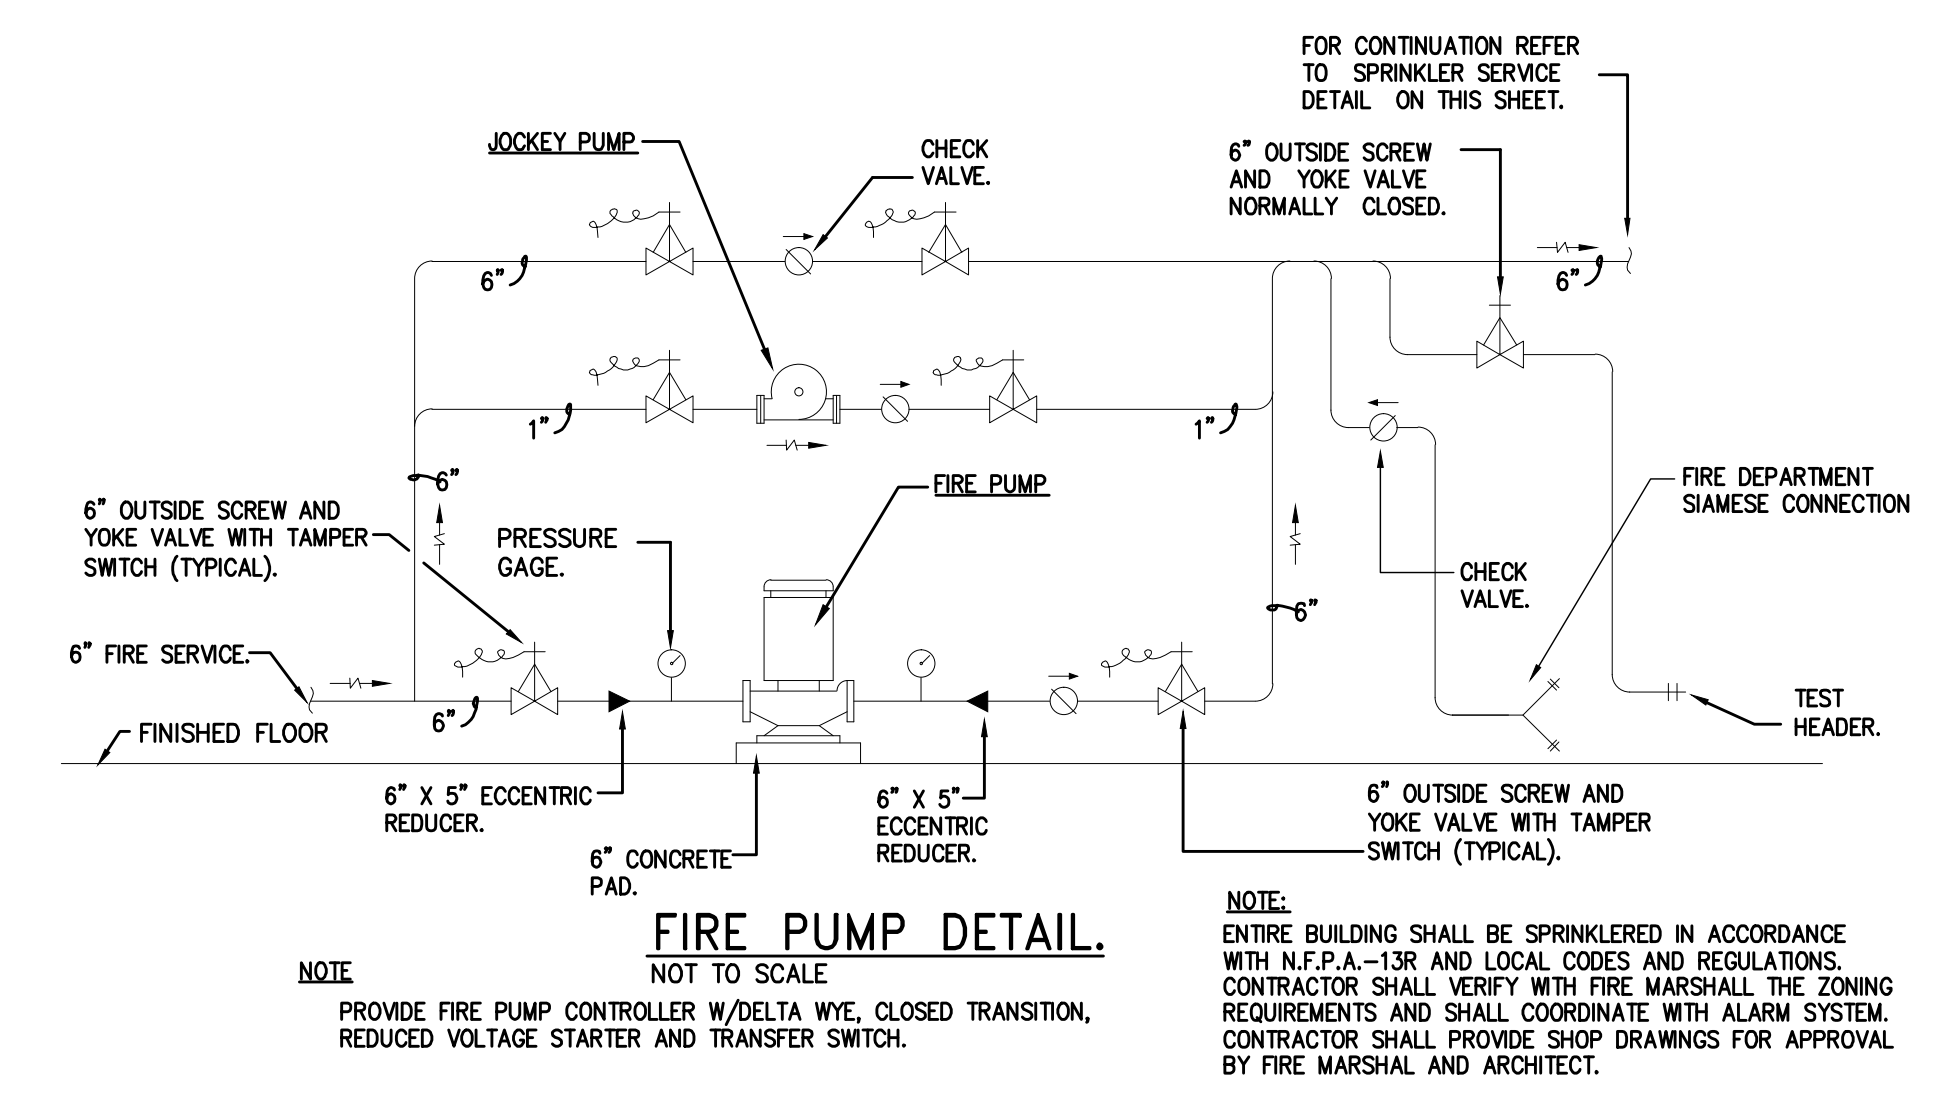 FOR CONTINUATION REFER
TO SPRINKLER SERVICE
DETAIL ON THIS SHEET.
JOCKEY PUMP
CHECK
VALVE.
6" OUTSIDE SCREW
AND YOKE VALVE
NORMALLY CLOSED.
6"
6"
1"
1"
6"
FIRE PUMP
FIRE DEPARTMENT
SIAMESE CONNECTION
6" OUTSIDE SCREW AND
YOKE VALVE WITH TAMPER
SWITCH (TYPICAL).
PRESSURE
GAGE.
CHECK
VALVE.
6"
6" FIRE SERVICE.
6"
TEST
HEADER.
FINISHED FLOOR
6" X 5" ECCENTRIC
REDUCER.
6" X 5"
ECCENTRIC
REDUCER.
6" OUTSIDE SCREW AND
YOKE VALVE WITH TAMPER
SWITCH (TYPICAL).
6" CONCRETE
PAD.
FIRE PUMP DETAIL.
NOT TO SCALE
NOTE
PROVIDE FIRE PUMP CONTROLLER W/DELTA WYE, CLOSED TRANSITION,
REDUCED VOLTAGE STARTER AND TRANSFER SWITCH.
NOTE:
ENTIRE BUILDING SHALL BE SPRINKLERED IN ACCORDANCE
WITH N.F.P.A.-13R AND LOCAL CODES AND REGULATIONS.
CONTRACTOR SHALL VERIFY WITH FIRE MARSHALL THE ZONING
REQUIREMENTS AND SHALL COORDINATE WITH ALARM SYSTEM.
CONTRACTOR SHALL PROVIDE SHOP DRAWINGS FOR APPROVAL
BY FIRE MARSHAL AND ARCHITECT.